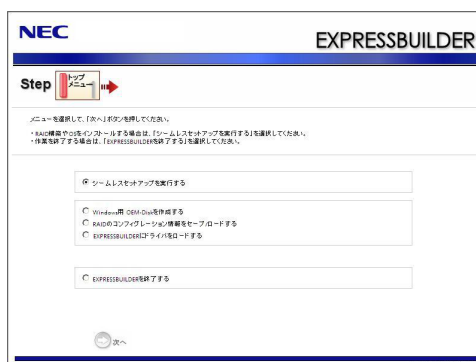 NEC
EXPRESSBUILDER
Step トップメニュー
メニューを選択して、「次へ」ボタンを押してください。
・RAID構築やOSをインストールする場合は、「シームレスセットアップを実行する」を選択してください。
・作業を終了する場合は、「EXPRESSBUILDERを終了する」を選択してください。
シームレスセットアップを実行する
Windows用 OEM-Diskを作成する
RAIDのコンフィグレーション情報をセーブ/ロードする
EXPRESSBUILDERにドライバをロードする
EXPRESSBUILDERを終了する
次へ